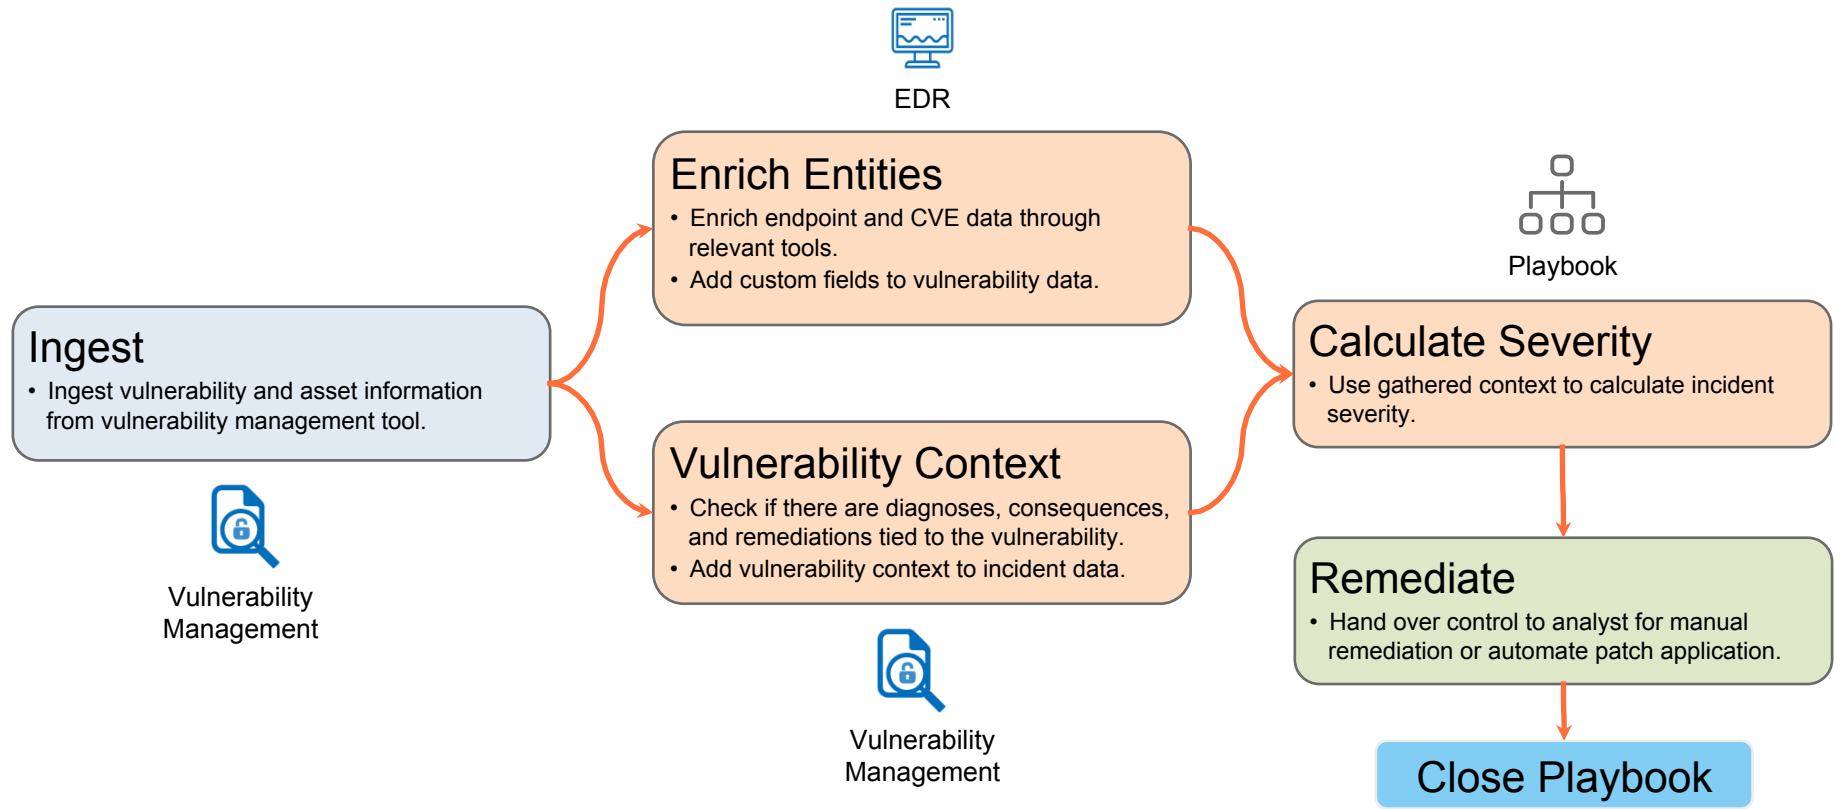 EDR
Enrich Entities
• Enrich endpoint and CVE data through
relevant tools.
• Add custom fields to vulnerability data.
Playbook
Ingest
• Ingest vulnerability and asset information
from vulnerability management tool.
Vulnerability
Management
Vulnerability Context
• Check if there are diagnoses, consequences,
and remediations tied to the vulnerability.
• Add vulnerability context to incident data.
Vulnerability
Management
Calculate Severity
• Use gathered context to calculate incident
severity.
Remediate
• Hand over control to analyst for manual
remediation or automate patch application.
Close Playbook